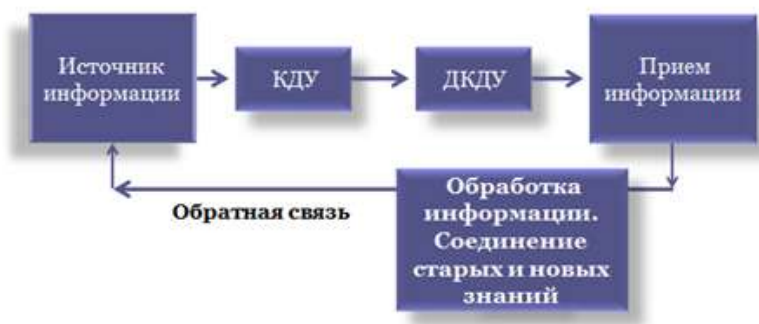 Источник
информации
КДУ
ДКДУ
Прием
информации
Обратная связь
Обработка
информации.
Соединение
старых и новых
знаний